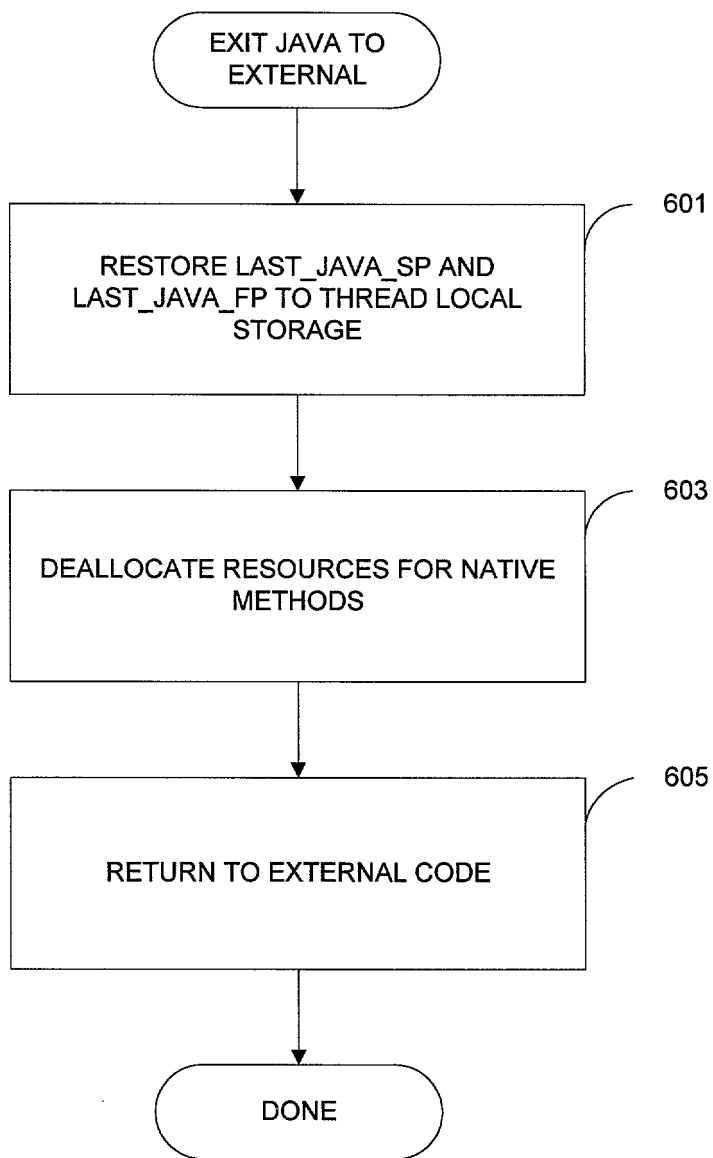 EXIT JAVA TO
EXTERNAL
601
RESTORE LAST_JAVA_SP AND
LAST_JAVA_FP TO THREAD LOCAL
STORAGE
603
DEALLOCATE RESOURCES FOR NATIVE
METHODS
605
RETURN TO EXTERNAL CODE
DONE